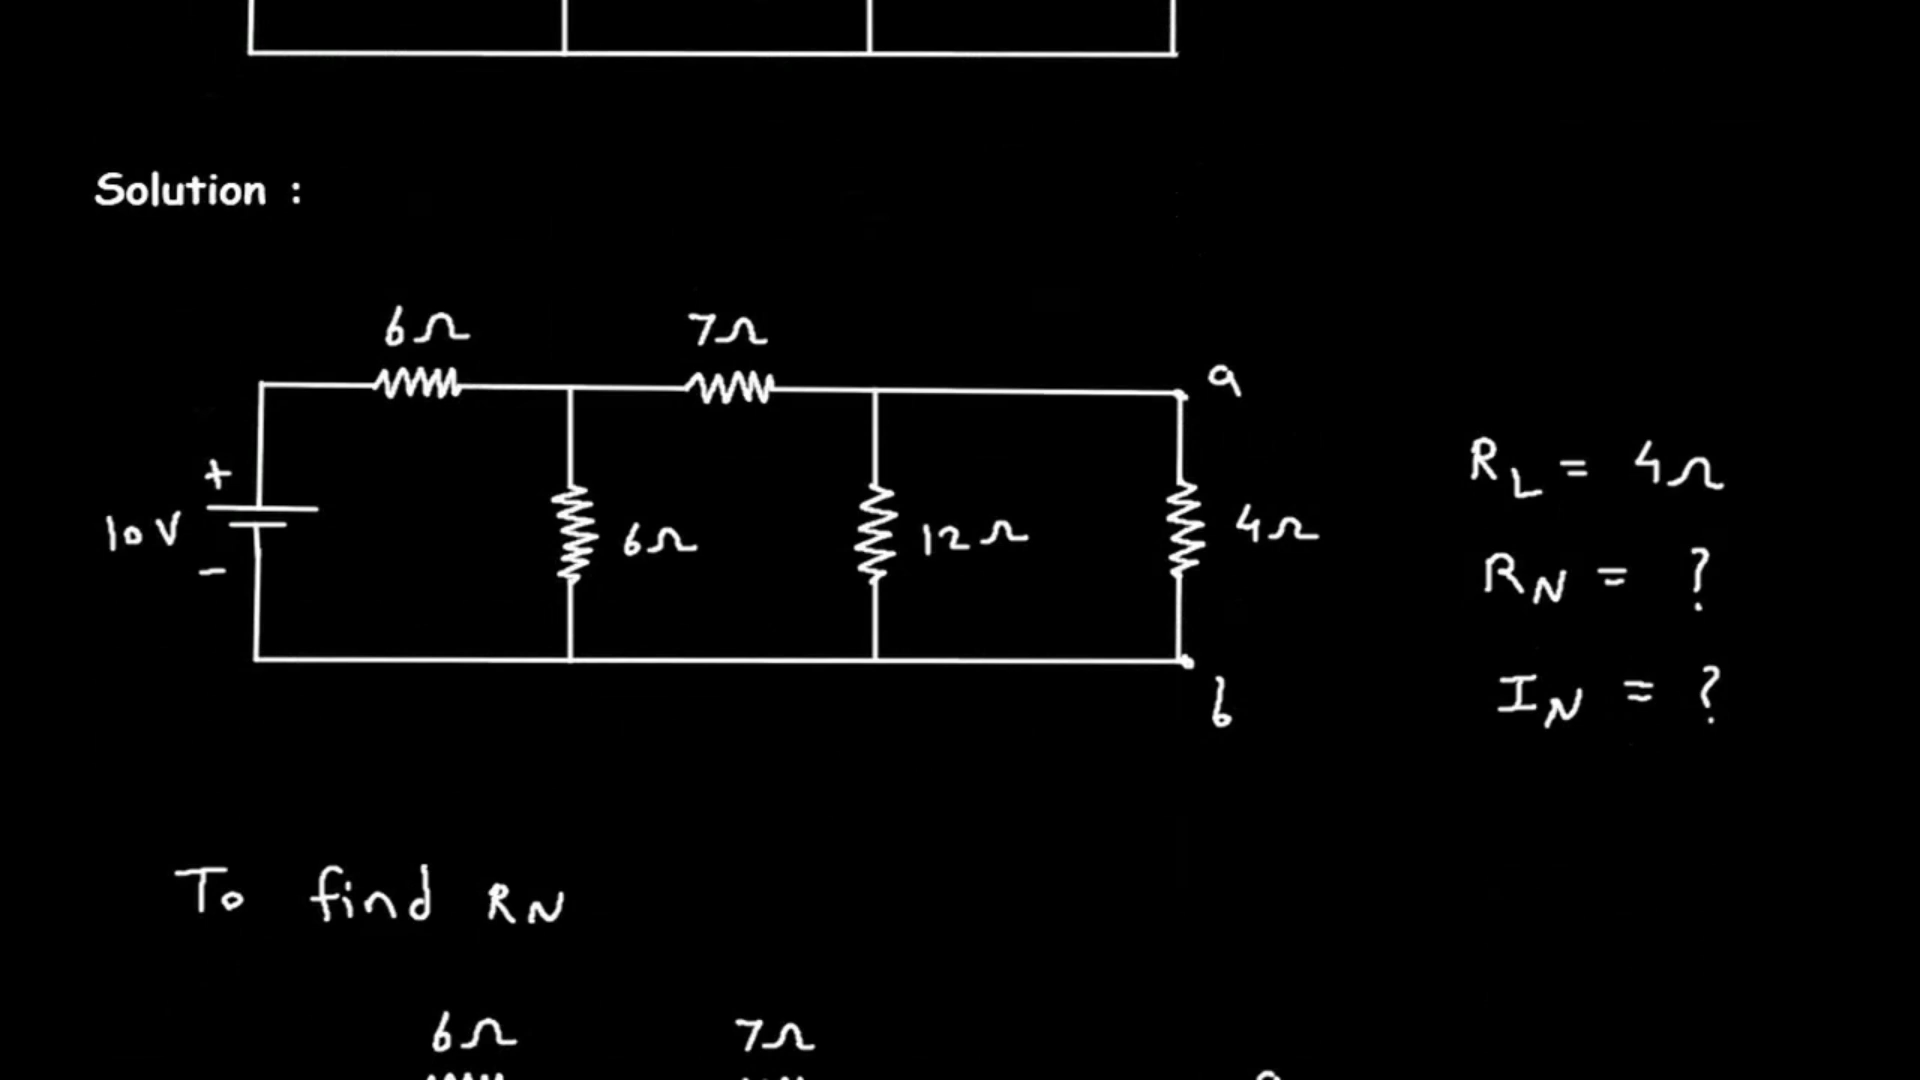 Solution :
6Ω 7Ω
a
+
10V
-
6Ω 12Ω 4Ω
b
RL = 4Ω
RN = ?
IN = ?
To find RN
6Ω 7Ω